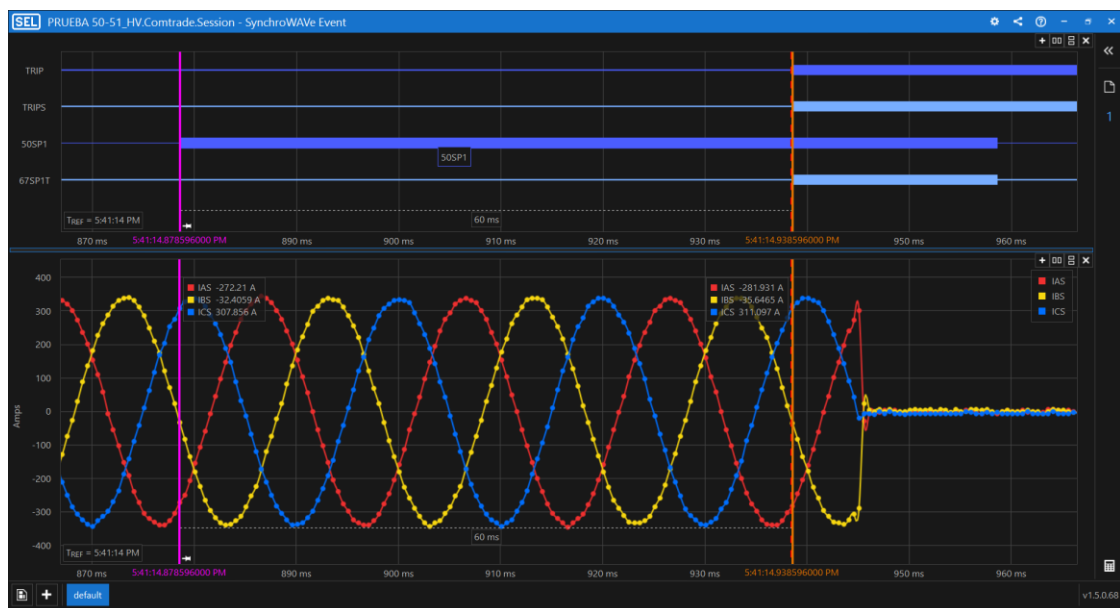 SEL PRUEBA 50-51_HV.Comtrade.Session - SynchroWAVe Event
TRIP
TRIPS
50SP1
50SP1
67SP1T
TREF = 5:41:14 PM
60 ms
870 ms 5:41:14.878596000 PM 890 ms 900 ms 910 ms 920 ms 930 ms 5:41:14.938596000 PM 950 ms 960 ms
1
400
300
200
100
0
-100
-200
-300
-400
Amps
IAS -272.21 A
IBS -32.4059 A
ICS 307.856 A
IAS -281.931 A
IBS -35.6465 A
ICS 311.097 A
IAS
IBS
ICS
60 ms
TREF = 5:41:14 PM
870 ms 5:41:14.878596000 PM 890 ms 900 ms 910 ms 920 ms 930 ms 5:41:14.938596000 PM 950 ms 960 ms
default
v1.5.0.68